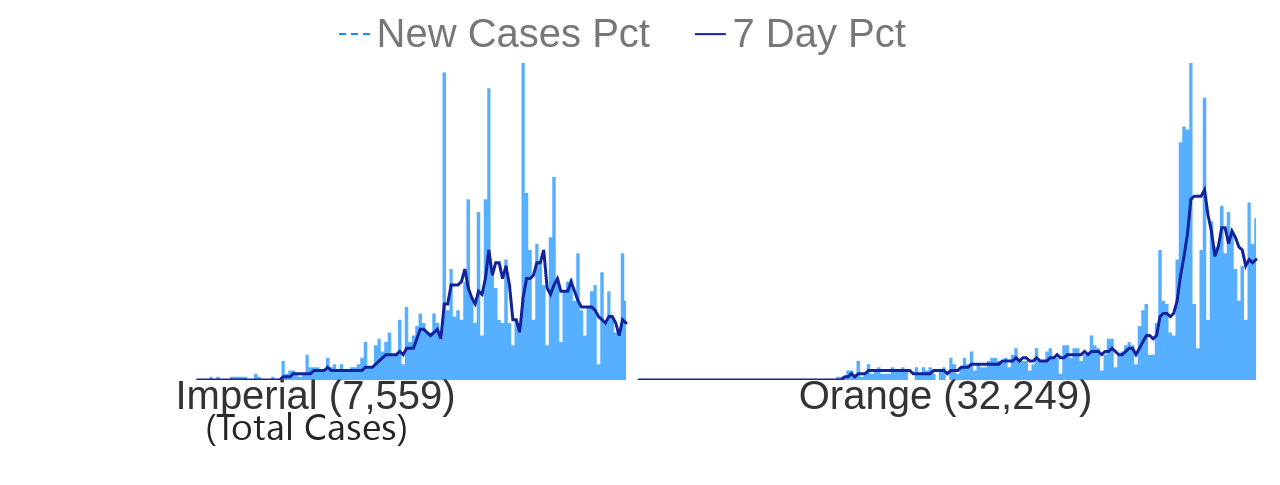 New Cases Pct 7 Day Pct
Imperial (7,559) Orange (32,249)
(Total Cases)